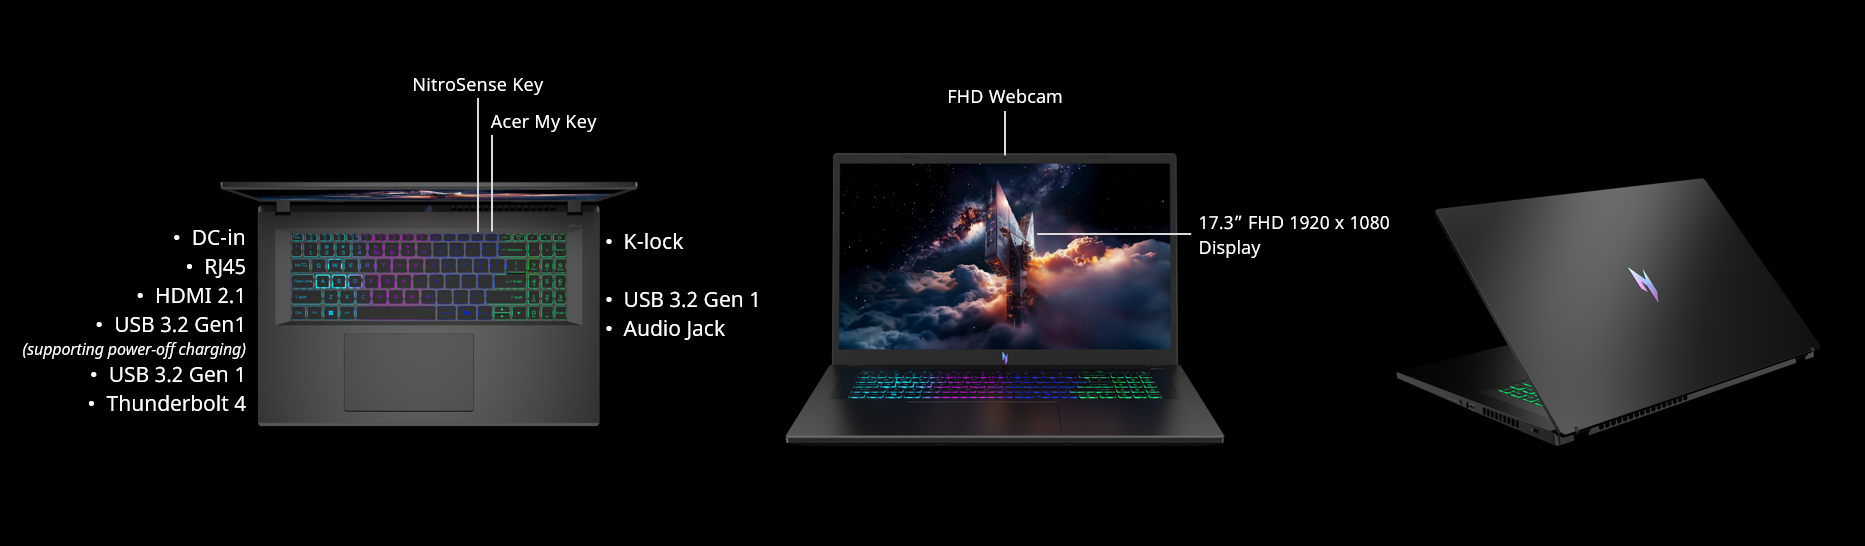 NitroSense Key
Acer My Key
• DC-in
• RJ45
• HDMI 2.1
• USB 3.2 Gen1
(supporting power-off charging)
• USB 3.2 Gen 1
• Thunderbolt 4
• K-lock
• USB 3.2 Gen 1
• Audio Jack
FHD Webcam
17.3” FHD 1920 x 1080
Display